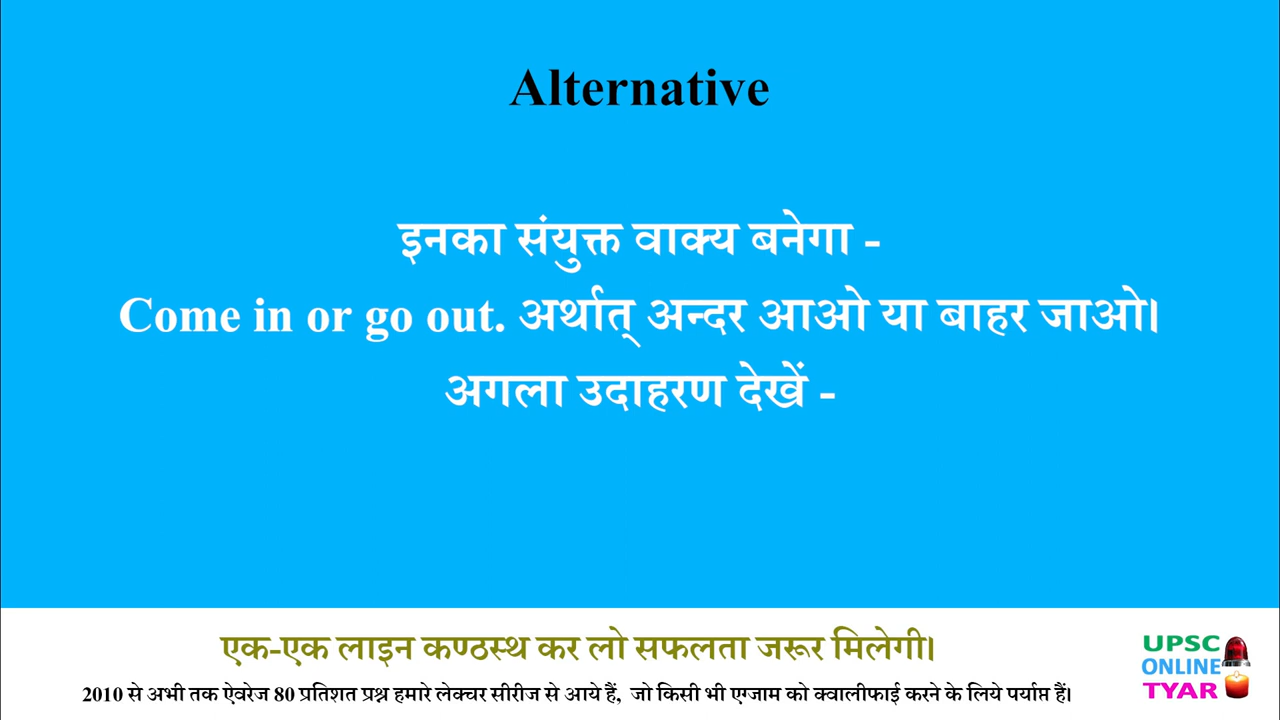 Alternative
इनका संयुक्त वाक्य बनेगा -
Come in or go out. अर्थात् अन्दर आओ या बाहर जाओ।
अगला उदाहरण देखें -
एक-एक लाइन कण्ठस्थ कर लो सफलता जरूर मिलेगी।
2010 से अभी तक ऐवरेज 80 प्रतिशत प्रश्न हमारे लेक्चर सीरीज से आये हैं, जो किसी भी एग्जाम को क्वालीफाई करने के लिये पर्याप्त हैं।
UPSC
ONLINE
TYAR